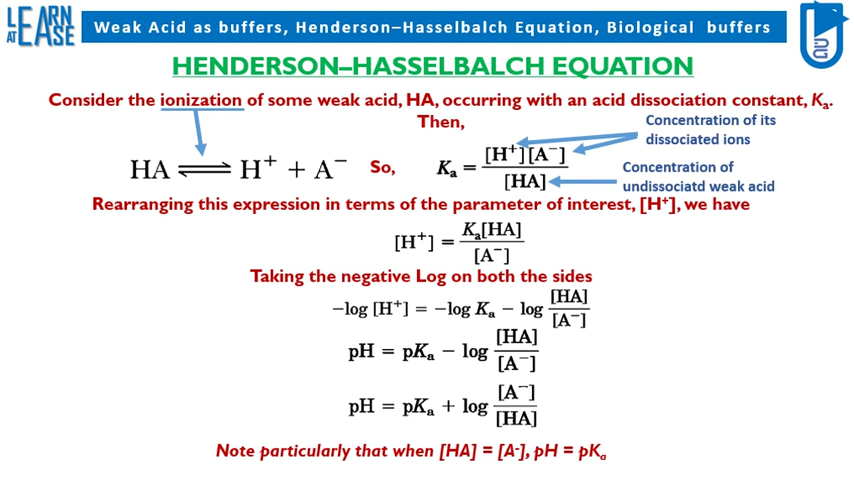 LEARN
AT EASE
Weak Acid as buffers, Henderson–Hasselbalch Equation, Biological buffers
HENDERSON–HASSELBALCH EQUATION
Consider the ionization of some weak acid, HA, occurring with an acid dissociation constant, Kₐ.
Then,
Concentration of its
dissociated ions
HA ⇌ H⁺ + A⁻
So,
Kₐ = [H⁺][A⁻] / [HA]
Concentration of
undissociatd weak acid
Rearranging this expression in terms of the parameter of interest, [H⁺], we have
[H⁺] = Kₐ[HA] / [A⁻]
Taking the negative Log on both the sides
−log [H⁺] = −log Kₐ − log [HA] / [A⁻]
pH = pKₐ − log [HA] / [A⁻]
pH = pKₐ + log [A⁻] / [HA]
Note particularly that when [HA] = [A⁻], pH = pKₐ